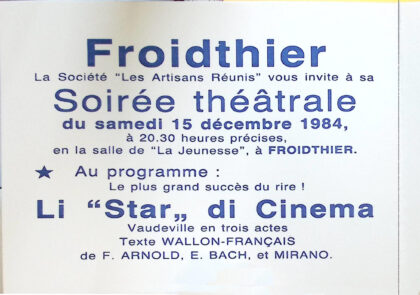 Froidthier
La Société "Les Artisans Réunis" vous invite à sa
Soirée théâtrale
du samedi 15 décembre 1984,
à 20.30 heures précises,
en la salle de "La Jeunesse", à FROIDTHIER.
★ Au programme :
Le plus grand succès du rire !
Li “Star„ di Cinema
Vaudeville en trois actes
Texte WALLON-FRANÇAIS
de F. ARNOLD, E. BACH, et MIRANO.